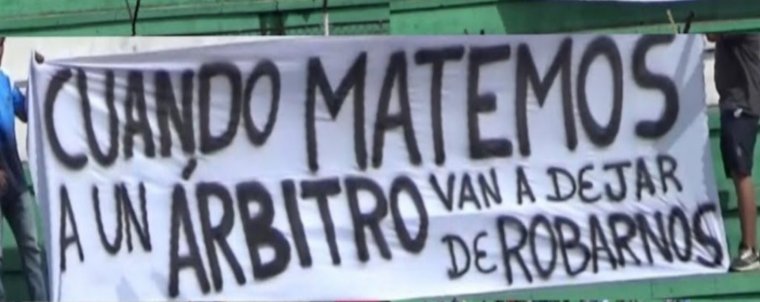 CUANDO MATEMOS
A UN ÁRBITRO VAN A DEJAR
DE ROBARNOS